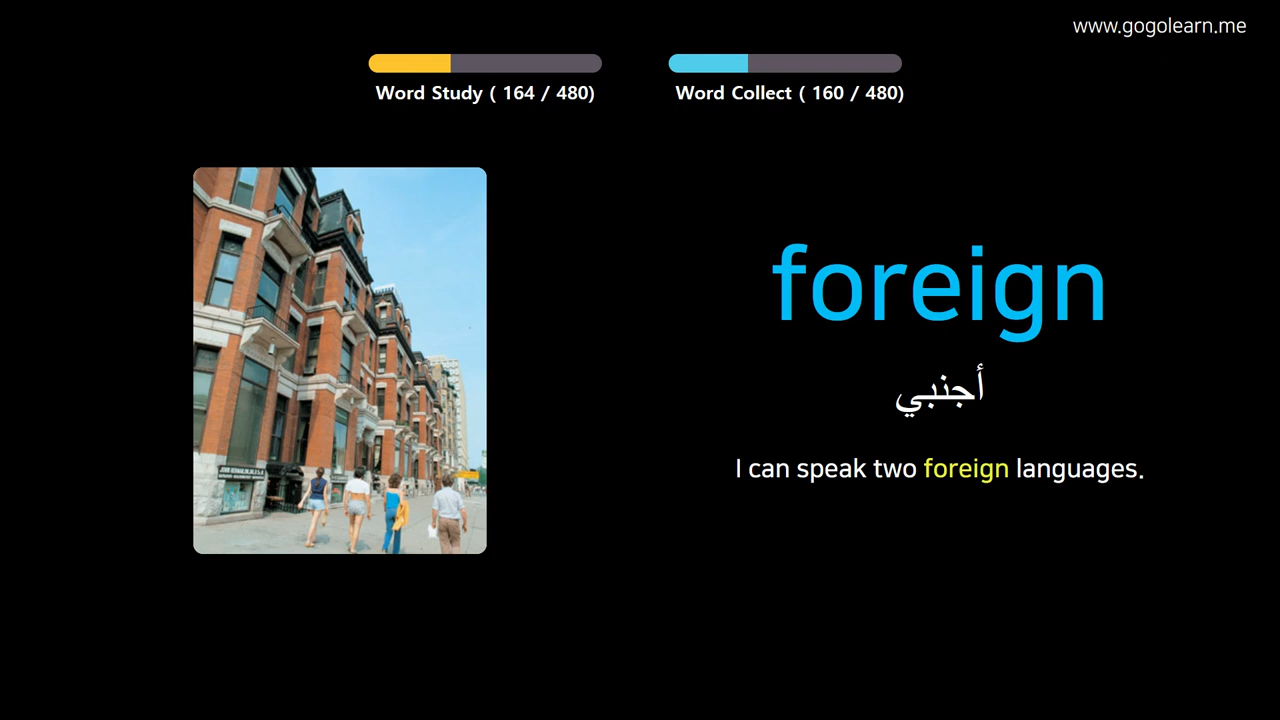 www.gogolearn.me
Word Study ( 164 / 480)
Word Collect ( 160 / 480)
foreign
أجنبي
I can speak two foreign languages.